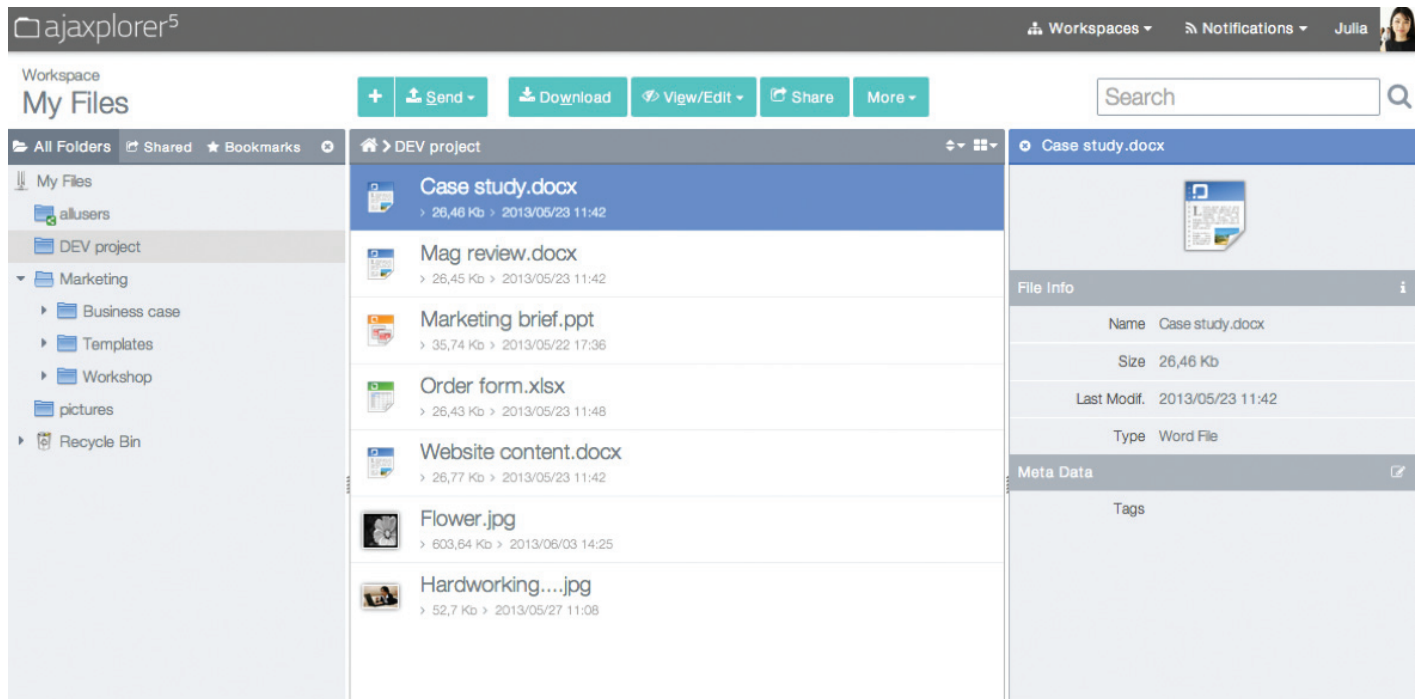 ajaxplorer5
Workspaces
Notifications
Julia
Workspace
My Files
+
Send
Download
View/Edit
Share
More
Search
All Folders
Shared
Bookmarks
My Files
allusers
DEV project
Marketing
Business case
Templates
Workshop
pictures
Recycle Bin
> DEV project
Case study.docx
> 26,46 Kb > 2013/05/23 11:42
Mag review.docx
> 26,45 Kb > 2013/05/23 11:42
Marketing brief.ppt
> 35,74 Kb > 2013/05/22 17:36
Order form.xlsx
> 26,43 Kb > 2013/05/23 11:48
Website content.docx
> 26,77 Kb > 2013/05/23 11:42
Flower.jpg
> 603,64 Kb > 2013/06/03 14:25
Hardworking....jpg
> 52,7 Kb > 2013/05/27 11:08
Case study.docx
File Info
Name Case study.docx
Size 26,46 Kb
Last Modif. 2013/05/23 11:42
Type Word File
Meta Data
Tags